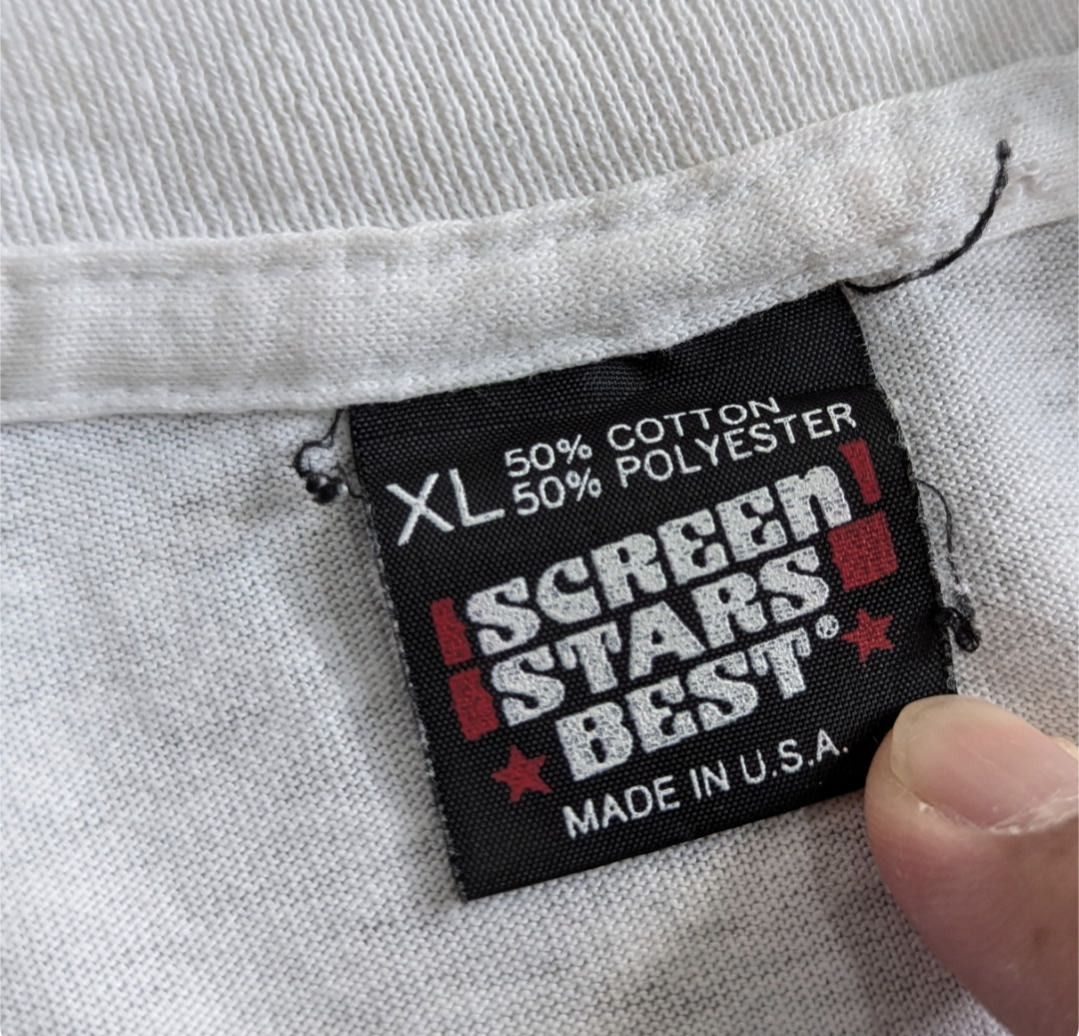 XL
50% COTTON
50% POLYESTER
SCREEN
STARS
BEST®
MADE IN U.S.A.